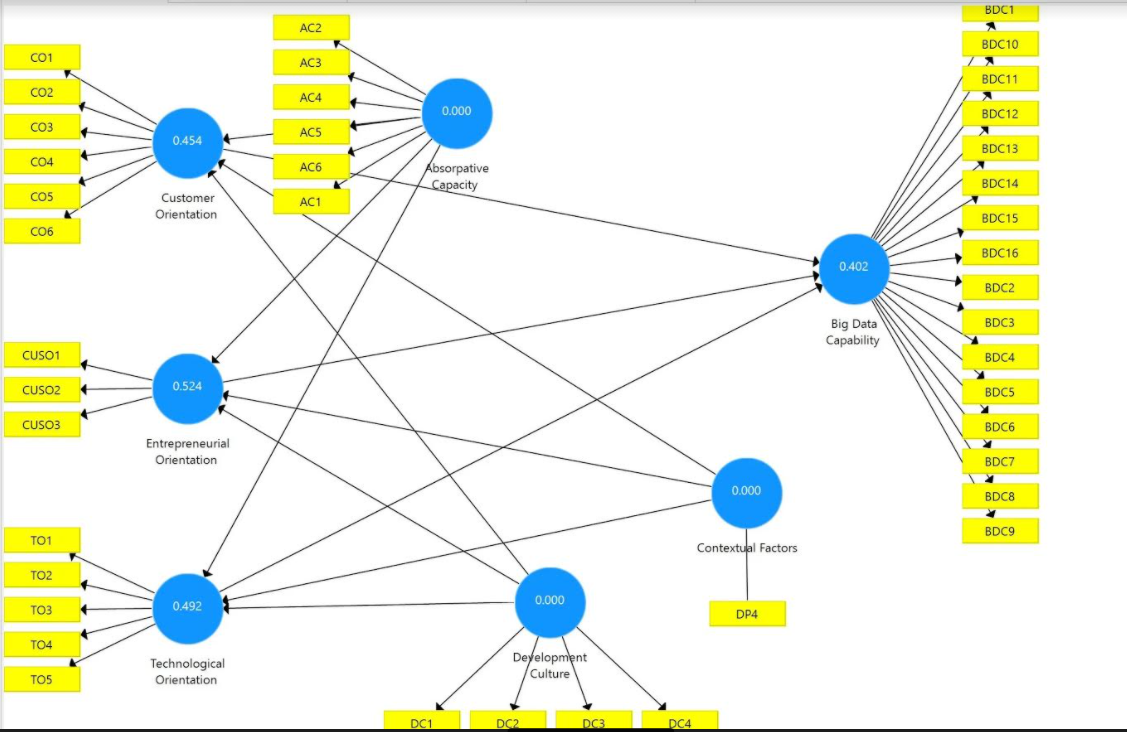 BDC1
AC2
BDC10
CO1
AC3
BDC11
CO2
AC4
0.000
BDC12
CO3
AC5
0.454
BDC13
CO4
AC6
Absorpative
Capacity
BDC14
CO5
AC1
Customer
Orientation
BDC15
CO6
BDC16
0.402
BDC2
Big Data
Capability
BDC3
CUSO1
BDC4
CUSO2
0.524
BDC5
CUSO3
BDC6
Entrepreneurial
Orientation
BDC7
0.000
BDC8
BDC9
TO1
Contextual Factors
TO2
TO3
0.492
0.000
DP4
TO4
Technological
Orientation
Development
Culture
TO5
DC1
DC2
DC3
DC4